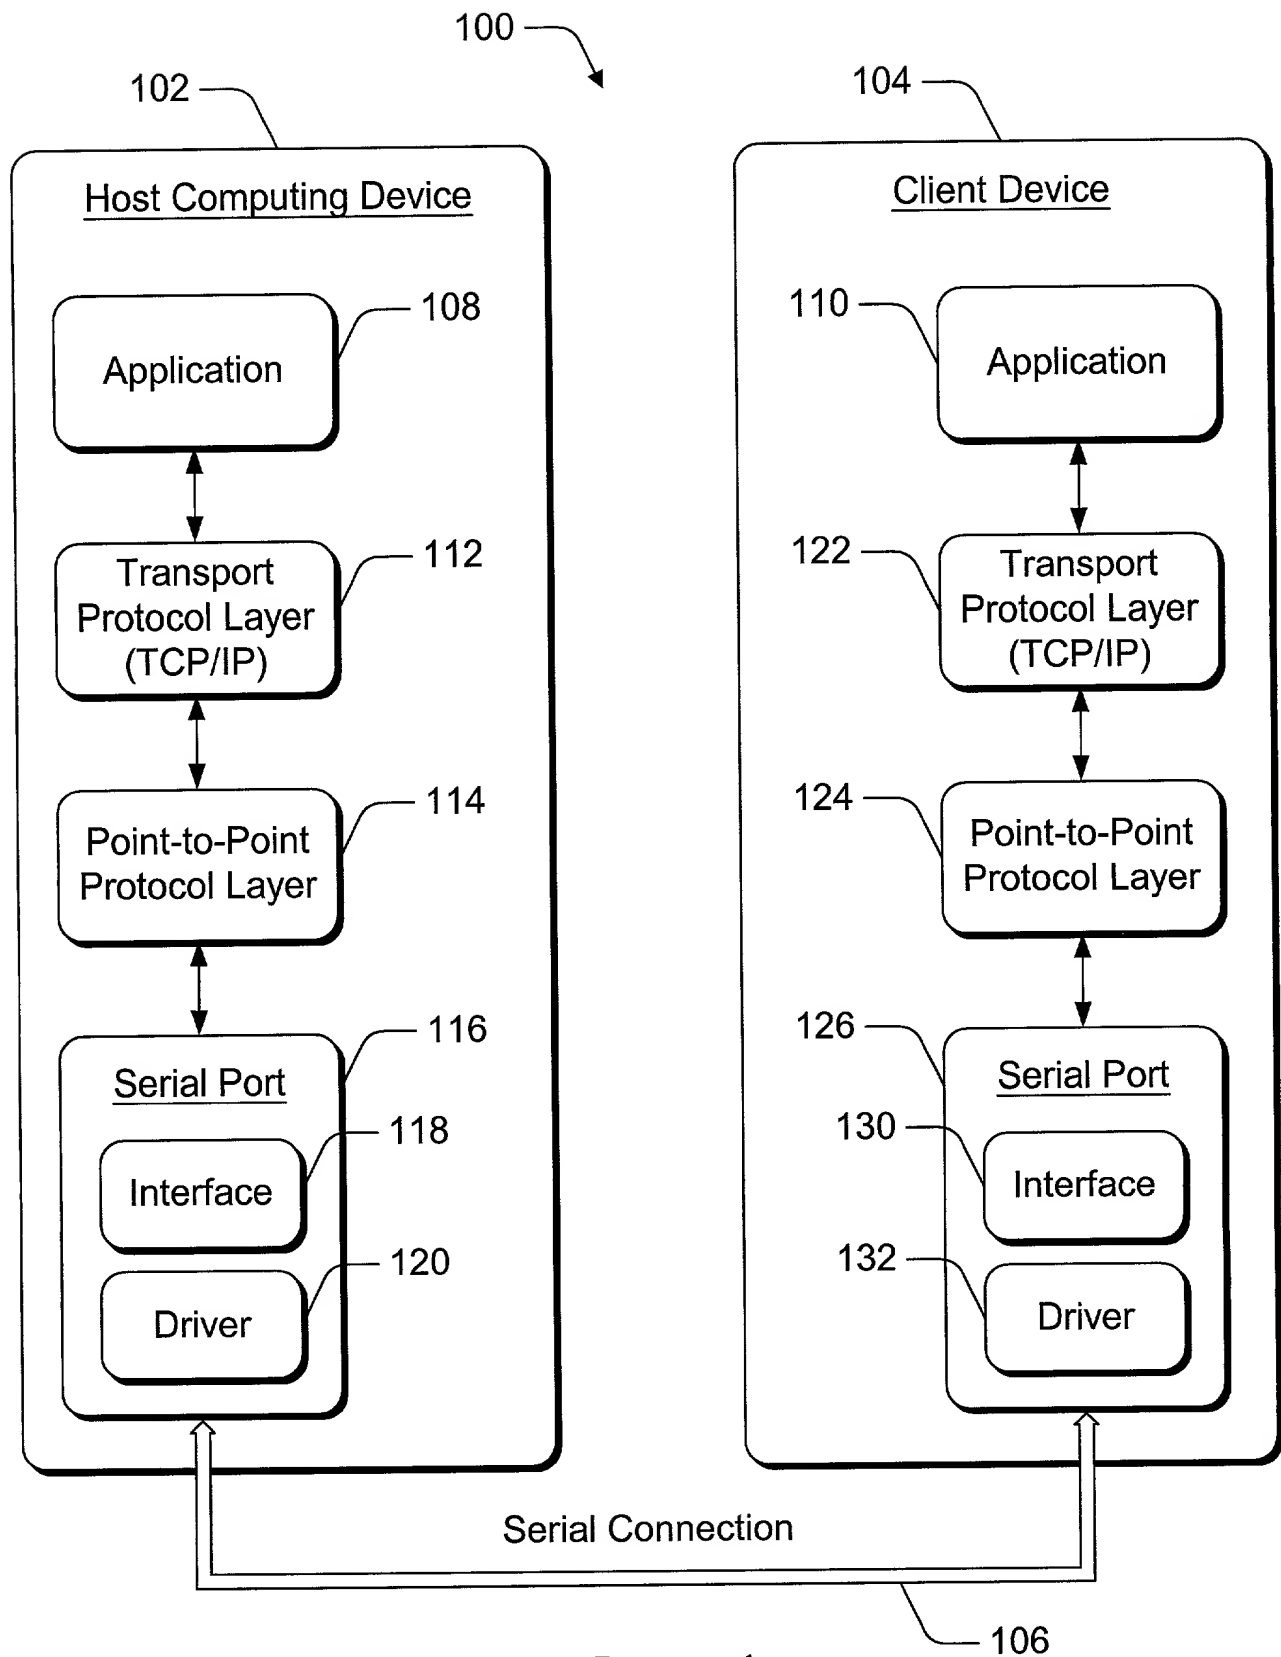 100
102
104
Host Computing Device
Client Device
108
Application
110
Application
112
Transport
Protocol Layer
(TCP/IP)
122
Transport
Protocol Layer
(TCP/IP)
114
Point-to-Point
Protocol Layer
124
Point-to-Point
Protocol Layer
116
Serial Port
118
Interface
120
Driver
126
Serial Port
130
Interface
132
Driver
Serial Connection
106